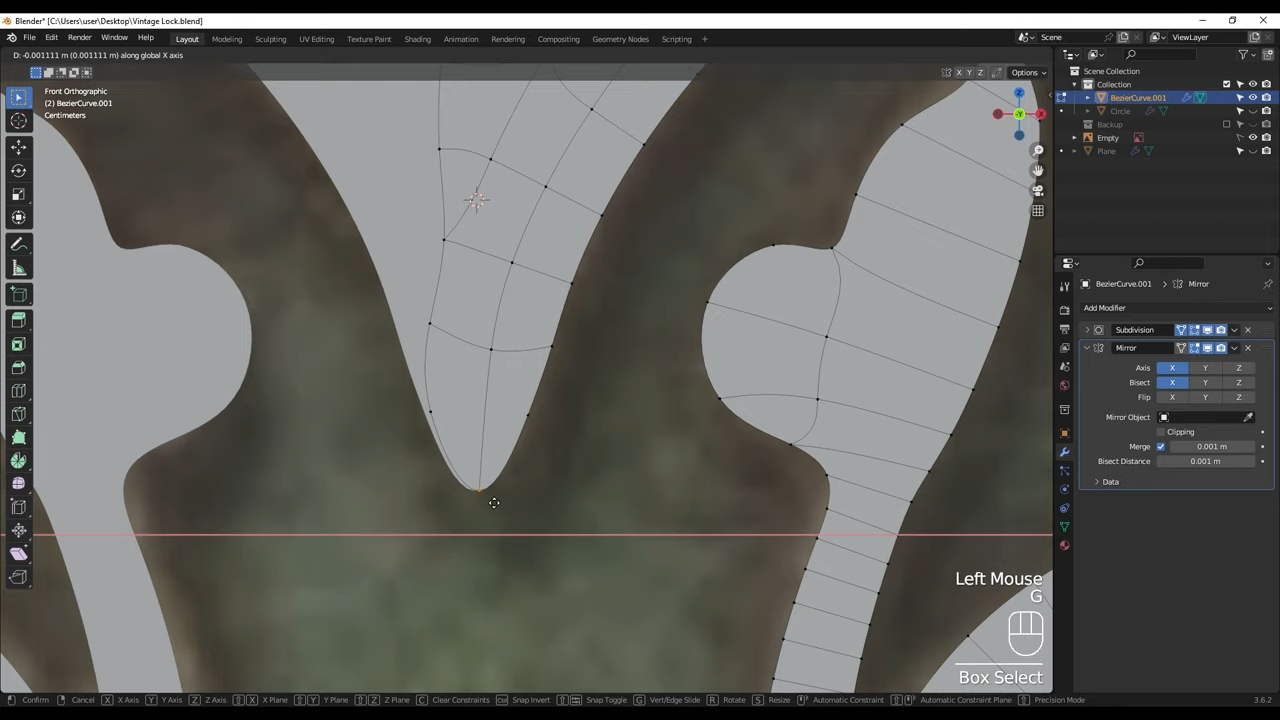 Blender* [C:\Users\user\Desktop\Vintage Lock.blend]
File Edit Render Window Help Layout Modeling Sculpting UV Editing Texture Paint Shading Animation Rendering Compositing Geometry Nodes Scripting + Scene ViewLayer
D: -0.001111 m (0.001111 m) along global X axis
X Y Z Options
Front Orthographic
(2) BezierCurve.001
Centimeters
Z
X
-Y
Scene Collection
Collection
BezierCurve.001
Circle
Backup
Empty
Plane
BezierCurve.001 > Mirror
Add Modifier
Subdivision
Mirror
Axis X Y Z
Bisect X Y Z
Flip X Y Z
Mirror Object
Clipping
Merge 0.001 m
Bisect Distance 0.001 m
Data
Left Mouse
G
Box Select
Confirm Cancel X X Axis Y Y Axis Z Z Axis X X Plane Y Y Plane Z Z Plane C Clear Constraints Snap Invert Snap Toggle G Vert/Edge Slide R Rotate S Resize Automatic Constraint Automatic Constraint Plane Precision Mode 3.6.2